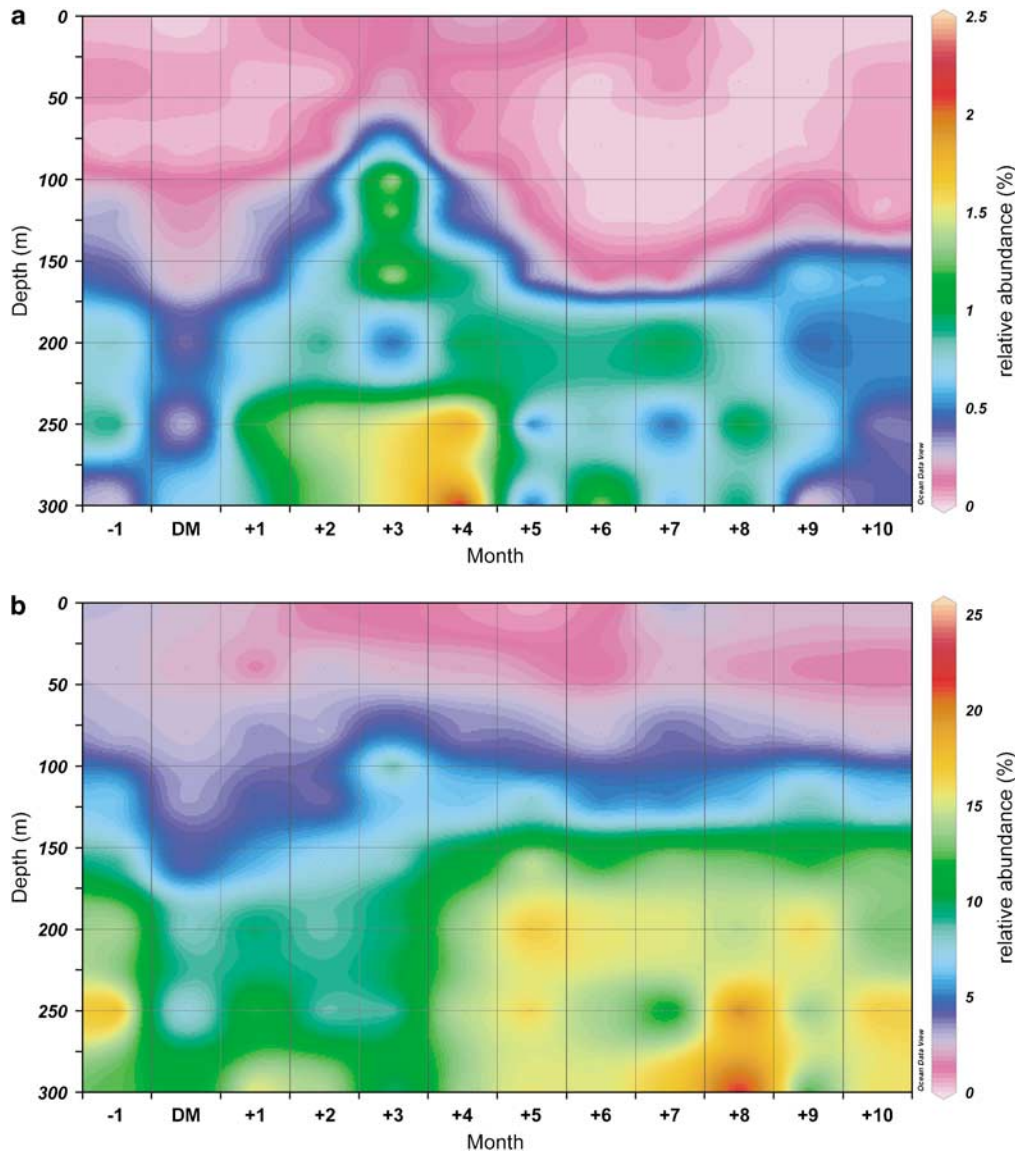 a
0
50
100
150
200
250
300
Depth (m)
-1 DM +1 +2 +3 +4 +5 +6 +7 +8 +9 +10
Month
2.5
2
1.5
1
0.5
0
relative abundance (%)
Ocean Data View
b
0
50
100
150
200
250
300
Depth (m)
-1 DM +1 +2 +3 +4 +5 +6 +7 +8 +9 +10
Month
25
20
15
10
5
0
relative abundance (%)
Ocean Data View